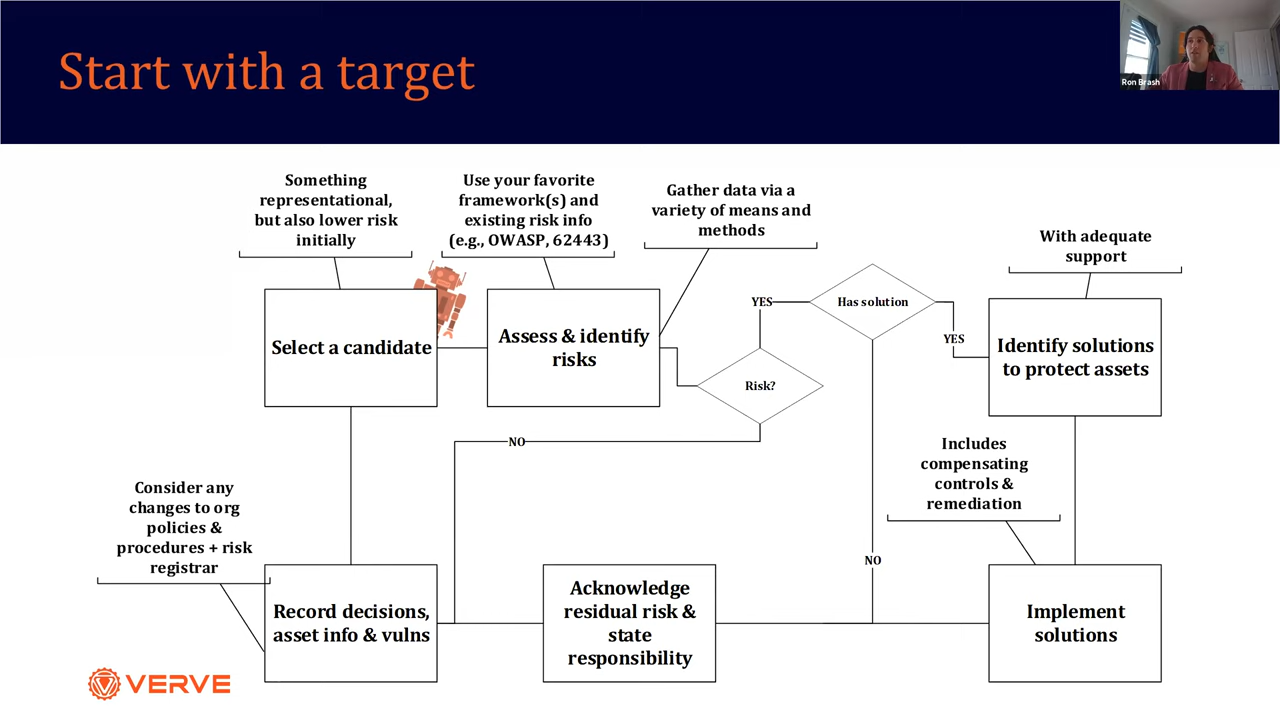 Start with a target
Ron Brash
Something
representational,
but also lower risk
initially
Use your favorite
framework(s) and
existing risk info
(e.g., OWASP, 62443)
Gather data via a
variety of means and
methods
With adequate
support
Select a candidate
Assess & identify
risks
YES
Has solution
YES
Identify solutions
to protect assets
Risk?
NO
Includes
compensating
controls &
remediation
Consider any
changes to org
policies &
procedures + risk
registrar
NO
Record decisions,
asset info & vulns
Acknowledge
residual risk &
state
responsibility
Implement
solutions
VERVE